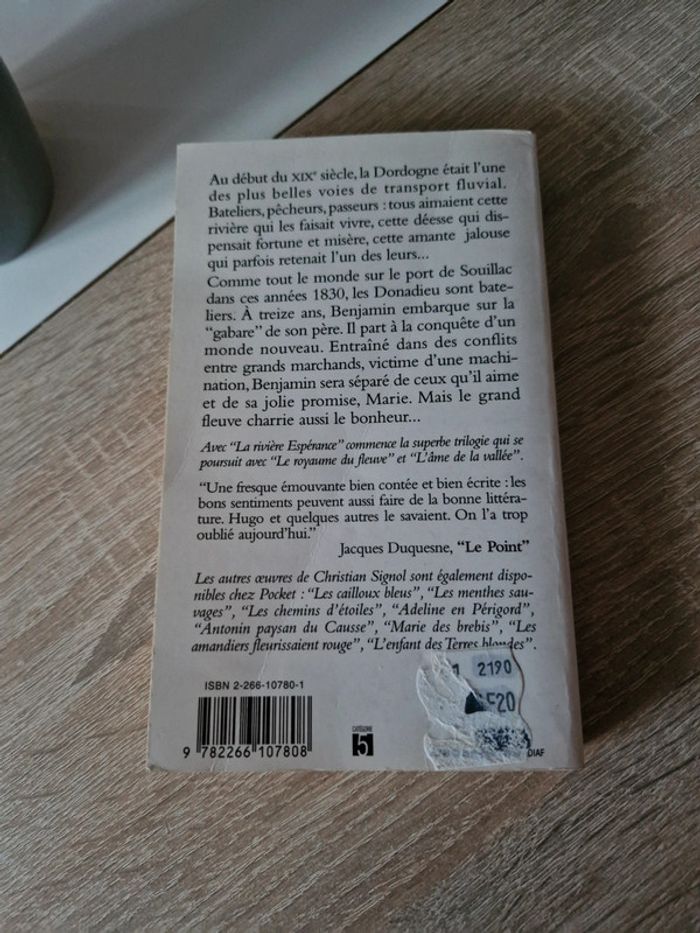 Au début du XIXe siècle, la Dordogne était l'une
des plus belles voies de transport fluvial.
Bateliers, pêcheurs, passeurs : tous aimaient cette
rivière qui les faisait vivre, cette déesse qui dis-
pensait fortune et misère, cette amante jalouse
qui parfois retenait l'un des leurs...
Comme tout le monde sur le port de Souillac
dans ces années 1830, les Donadieu sont bate-
liers. À treize ans, Benjamin embarque sur la
"gabare" de son père. Il part à la conquête d'un
monde nouveau. Entraîné dans des conflits
entre grands marchands, victime d'une machi-
nation, Benjamin sera séparé de ceux qu'il aime
et de sa jolie promise, Marie. Mais le grand
fleuve charrie aussi le bonheur...
Avec "La rivière Espérance" commence la superbe trilogie qui se
poursuit avec "Le royaume du fleuve" et "L'âme de la vallée".
"Une fresque émouvante bien contée et bien écrite : les
bons sentiments peuvent aussi faire de la bonne litté-
rature. Hugo et quelques autres le savaient. On l'a trop
oublié aujourd'hui."
Jacques Duquesne, "Le Point"
Les autres œuvres de Christian Signol sont également dispo-
nibles chez Pocket : "Les cailloux bleus", "Les menthes sau-
vages", "Les chemins d'étoiles", "Adeline en Périgord",
"Antonin paysan du Causse", "Marie des brebis", "Les
amandiers fleurissaient rouge", "L'enfant des Terres blondes".
2190
F20
ISBN 2-266-10780-1
CATÉGORIE
5
9 782266 107808
DIAF